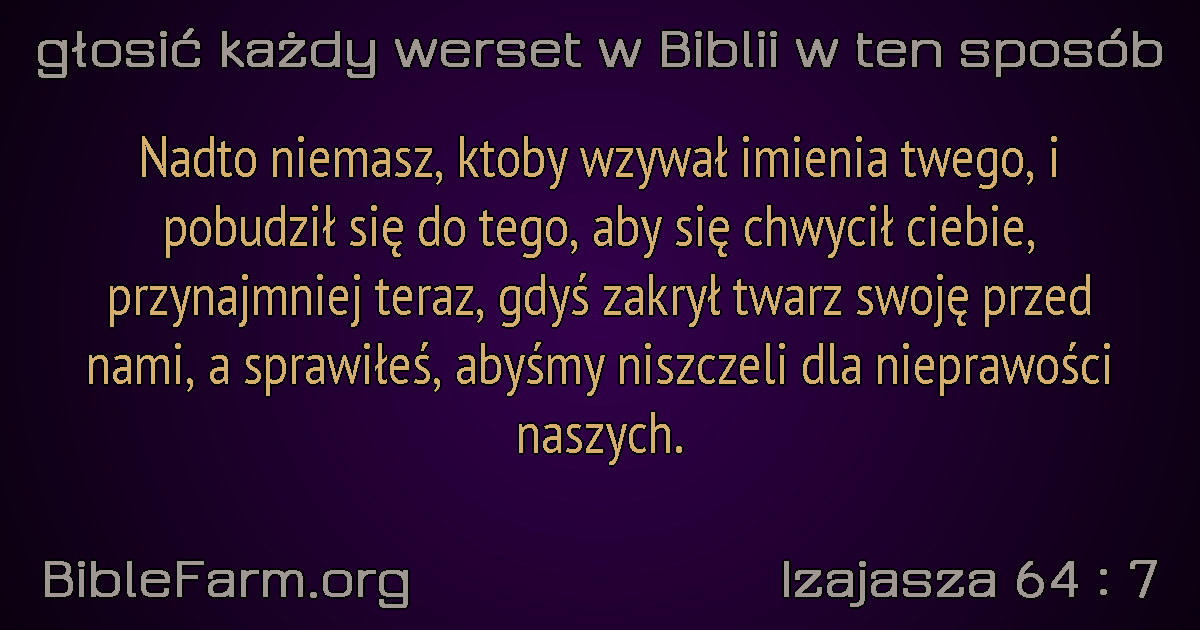 głosić każdy werset w Biblii w ten sposób
Nadto niemasz, ktoby wzywał imienia twego, i
pobudził się do tego, aby się chwycił ciebie,
przynajmniej teraz, gdyś zakrył twarz swoję przed
nami, a sprawiłeś, abyśmy niszczeli dla nieprawości
naszych.
BibleFarm.org
Izajasza 64 : 7